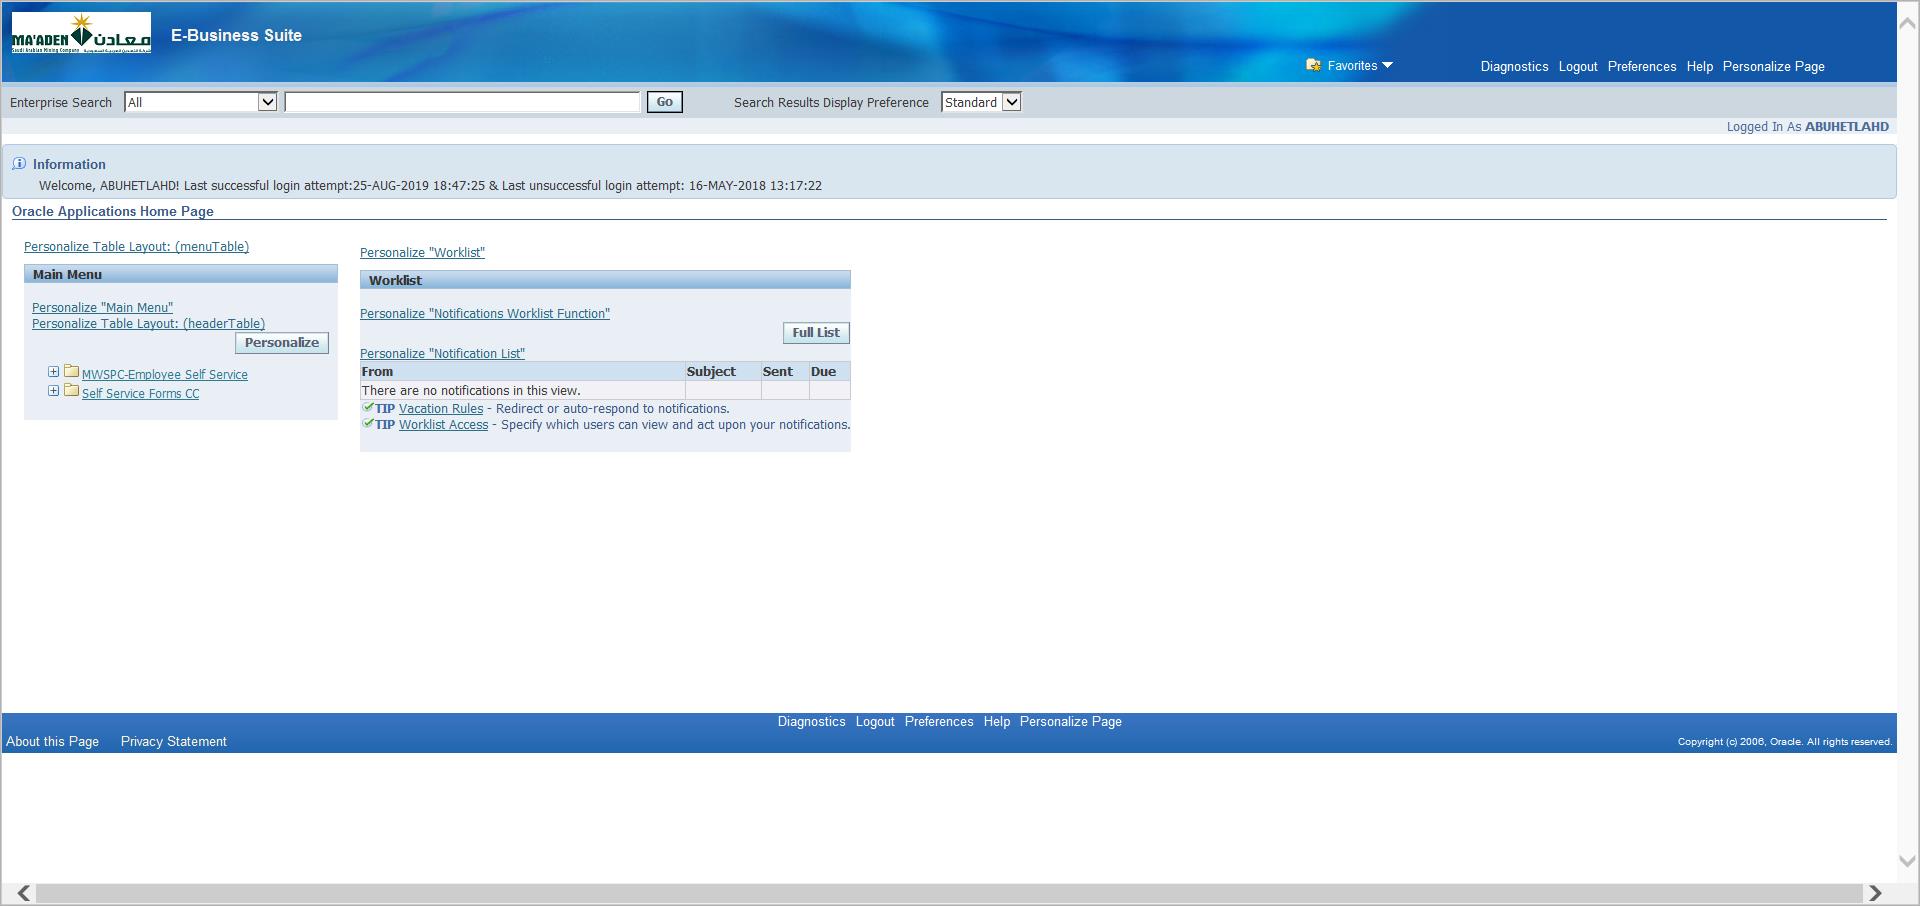 MA'ADEN معادن
Saudi Arabian Mining Company
E-Business Suite
Favorites
Diagnostics Logout Preferences Help Personalize Page
Enterprise Search All Go Search Results Display Preference Standard
Logged In As ABUHETLAHD
Information
Welcome, ABUHETLAHD! Last successful login attempt:25-AUG-2019 18:47:25 & Last unsuccessful login attempt: 16-MAY-2018 13:17:22
Oracle Applications Home Page
Personalize Table Layout: (menuTable)
Main Menu
Personalize "Main Menu"
Personalize Table Layout: (headerTable)
Personalize
MWSPC-Employee Self Service
Self Service Forms CC
Personalize "Worklist"
Worklist
Personalize "Notifications Worklist Function"
Full List
Personalize "Notification List"
From Subject Sent Due
There are no notifications in this view.
TIP Vacation Rules - Redirect or auto-respond to notifications.
TIP Worklist Access - Specify which users can view and act upon your notifications.
Diagnostics Logout Preferences Help Personalize Page
About this Page Privacy Statement
Copyright (c) 2006, Oracle. All rights reserved.